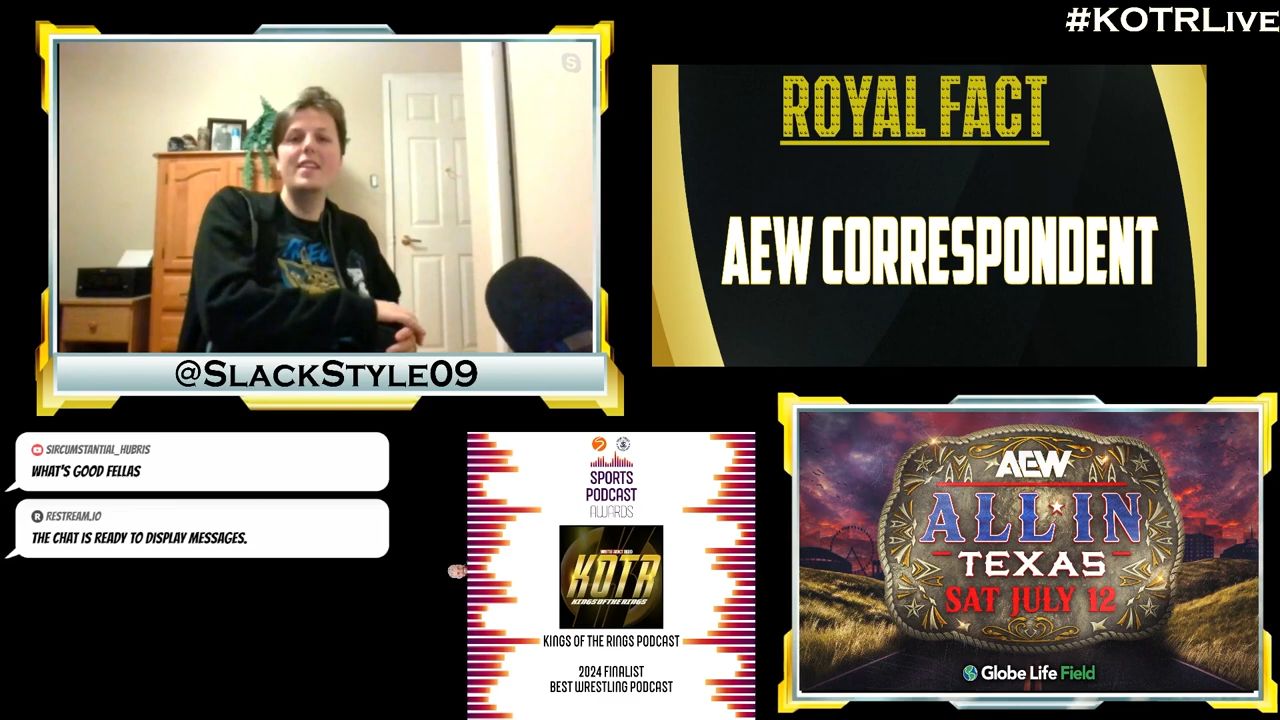 #KOTRLive
ROYAL FACT
AEW CORRESPONDENT
@SlackStyle09
SIRCUMSTANTIAL_HUBRIS
WHAT'S GOOD FELLAS
RESTREAM.IO
THE CHAT IS READY TO DISPLAY MESSAGES.
SPORTS
PODCAST
AWARDS
KOTR
KINGS OF THE RINGS
KINGS OF THE RINGS PODCAST
2024 FINALIST
BEST WRESTLING PODCAST
AEW
ALL IN
TEXAS
SAT JULY 12
Globe Life Field